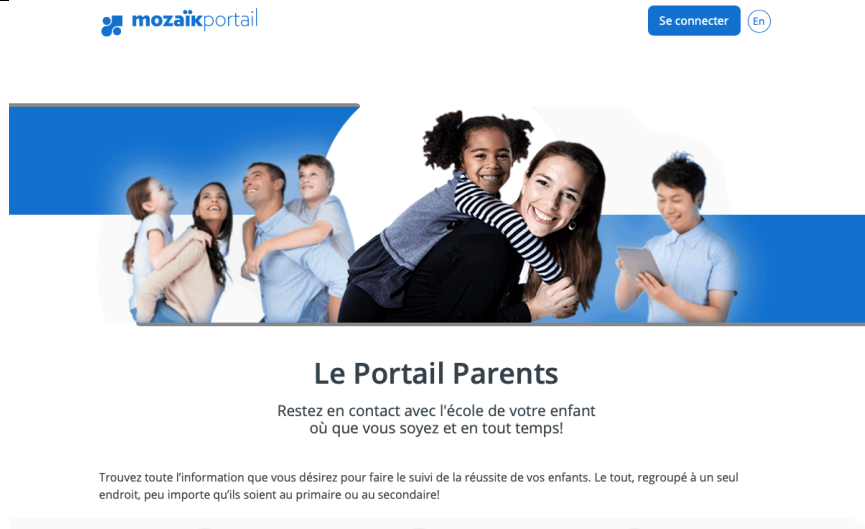 mozaïkportail
Se connecter
En
Le Portail Parents
Restez en contact avec l'école de votre enfant
où que vous soyez et en tout temps!
Trouvez toute l’information que vous désirez pour faire le suivi de la réussite de vos enfants. Le tout, regroupé à un seul
endroit, peu importe qu’ils soient au primaire ou au secondaire!